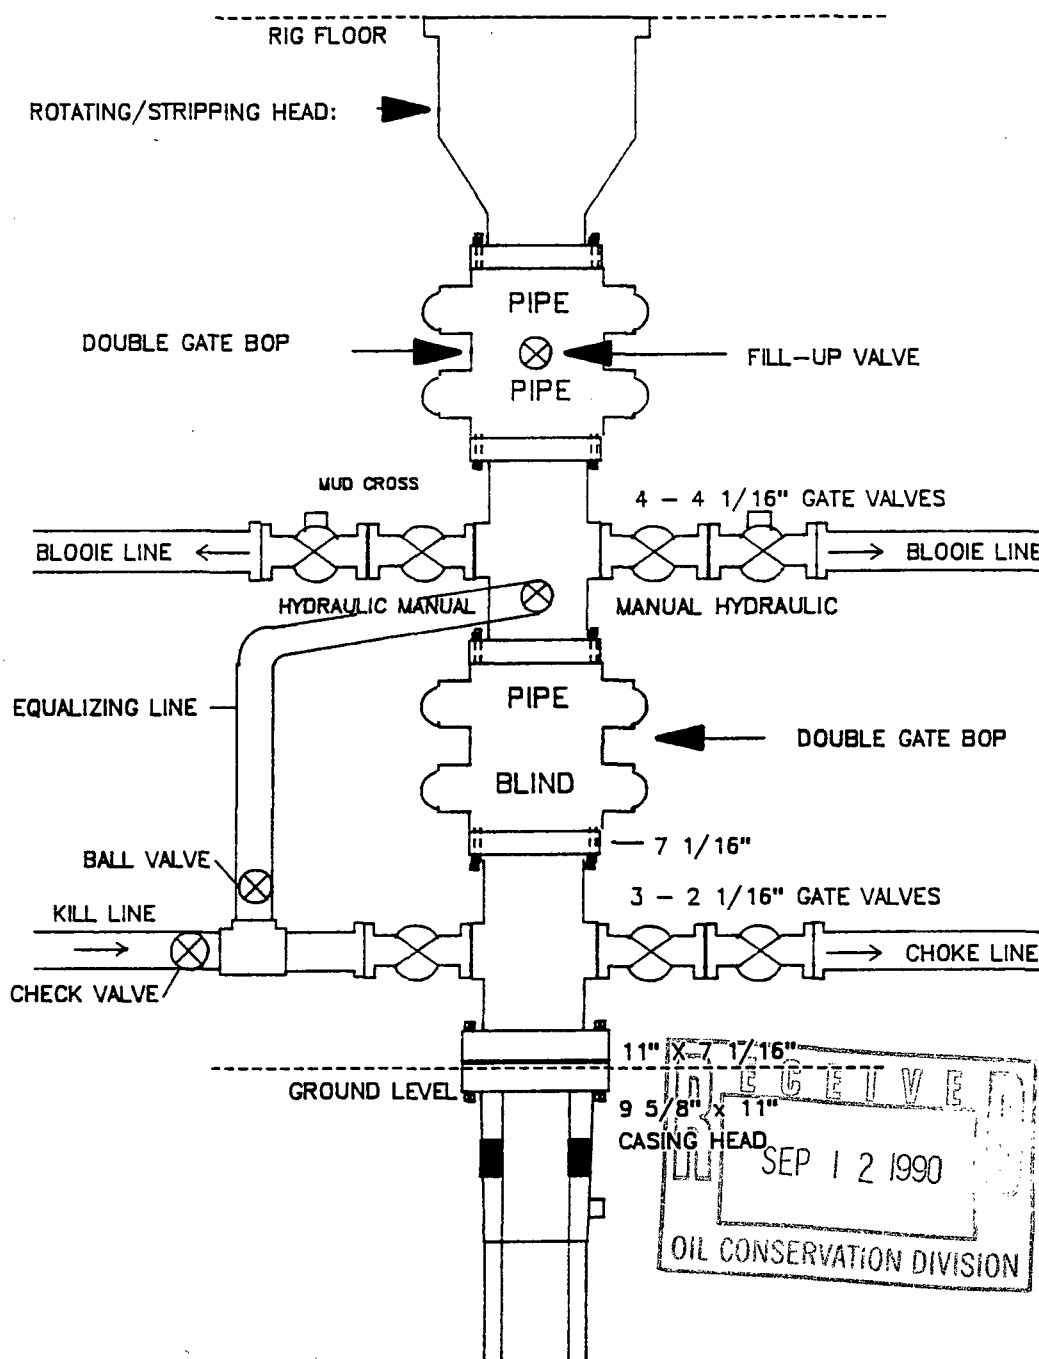 RIG FLOOR
ROTATING/STRIPPING HEAD:
PIPE
DOUBLE GATE BOP
FILL-UP VALVE
PIPE
MUD CROSS
4 - 4 1/16" GATE VALVES
BLOOIE LINE
BLOOIE LINE
HYDRAULIC MANUAL
MANUAL HYDRAULIC
EQUALIZING LINE
PIPE
DOUBLE GATE BOP
BLIND
7 1/16"
BALL VALVE
3 - 2 1/16" GATE VALVES
KILL LINE
CHOKE LINE
CHECK VALVE
11" X 7 1/16"
GROUND LEVEL
9 5/8" x 11"
CASING HEAD
RECEIVED
SEP 12 1990
OIL CONSERVATION DIVISION